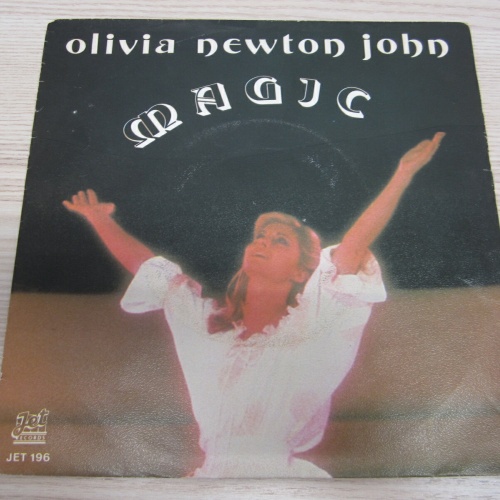 olivia newton john
MAGIC
Jet
RECORDS
JET 196